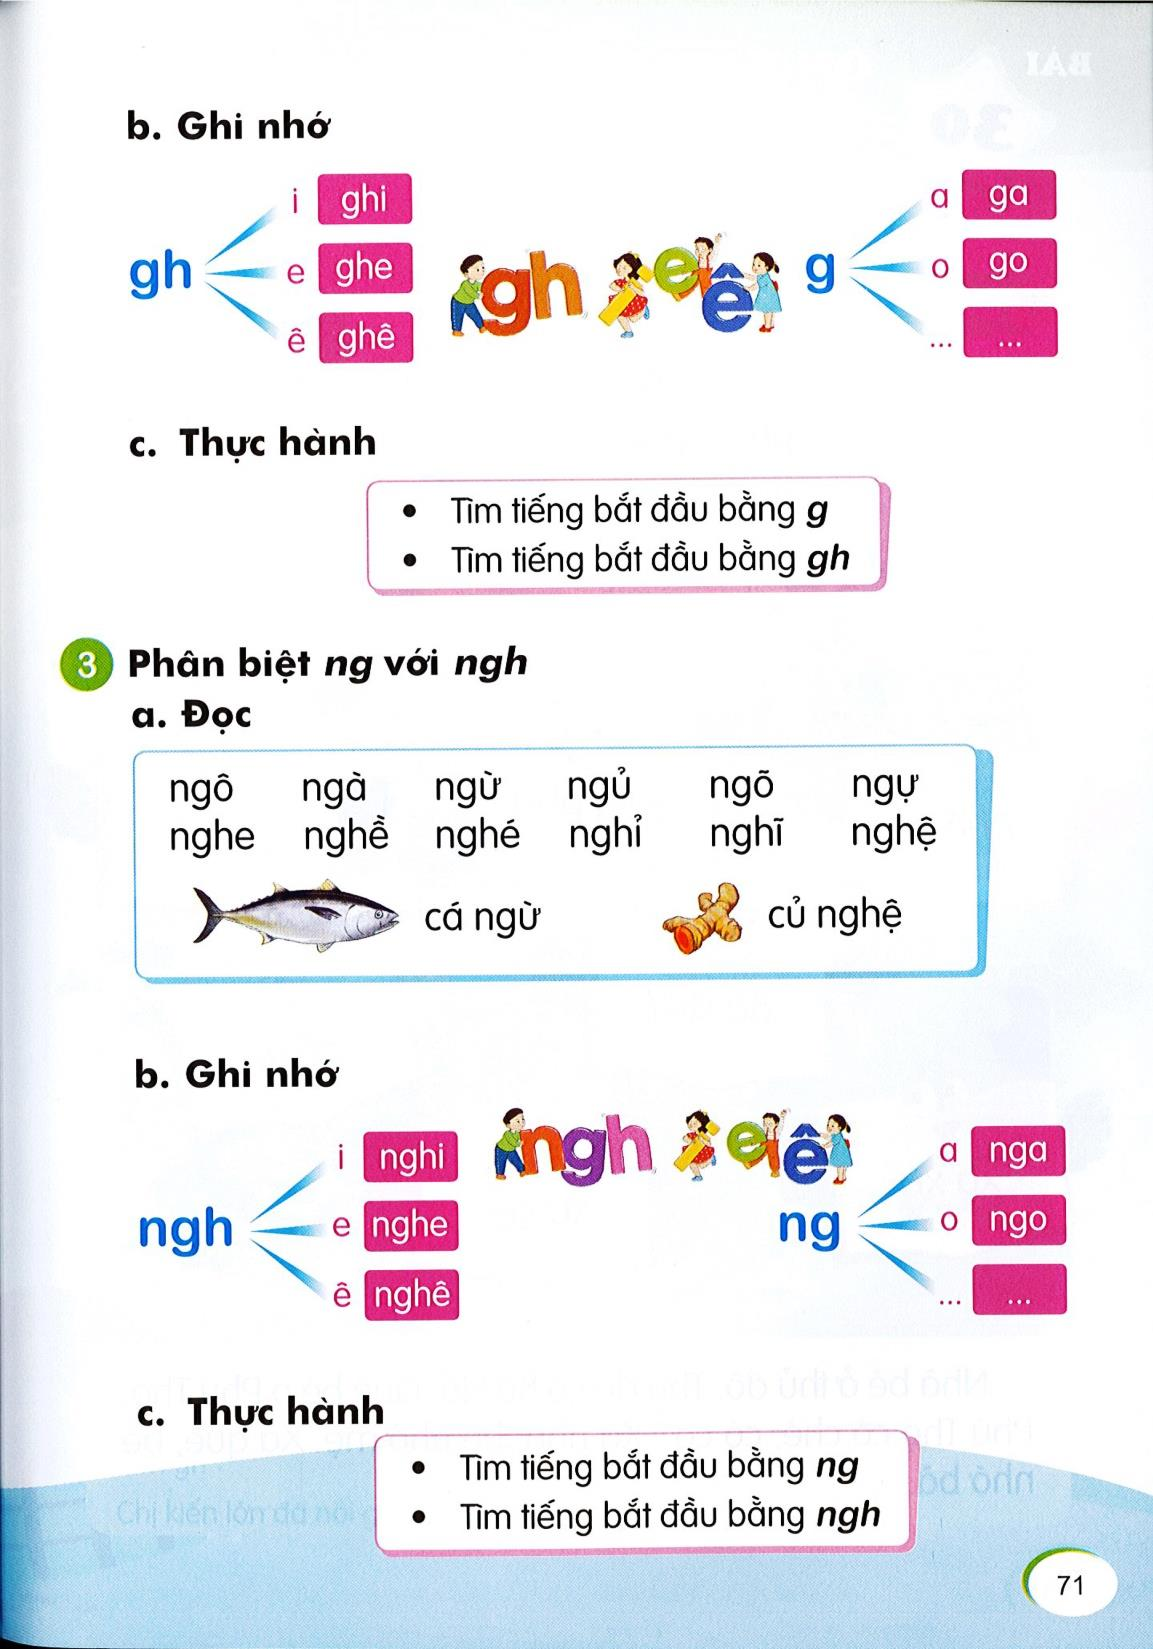 b. Ghi nhớ
gh
i ghi
e ghe
ê ghê
gh i e ê
g
a ga
o go
... ...
c. Thực hành
• Tìm tiếng bắt đầu bằng g
• Tìm tiếng bắt đầu bằng gh
3 Phân biệt ng với ngh
a. Đọc
ngô ngà ngừ ngủ ngõ ngự
nghe nghề nghé nghỉ nghĩ nghệ
cá ngừ củ nghệ
b. Ghi nhớ
ngh
i nghi
e nghe
ê nghê
ngh i e ê
ng
a nga
o ngo
... ...
c. Thực hành
• Tìm tiếng bắt đầu bằng ng
• Tìm tiếng bắt đầu bằng ngh
71